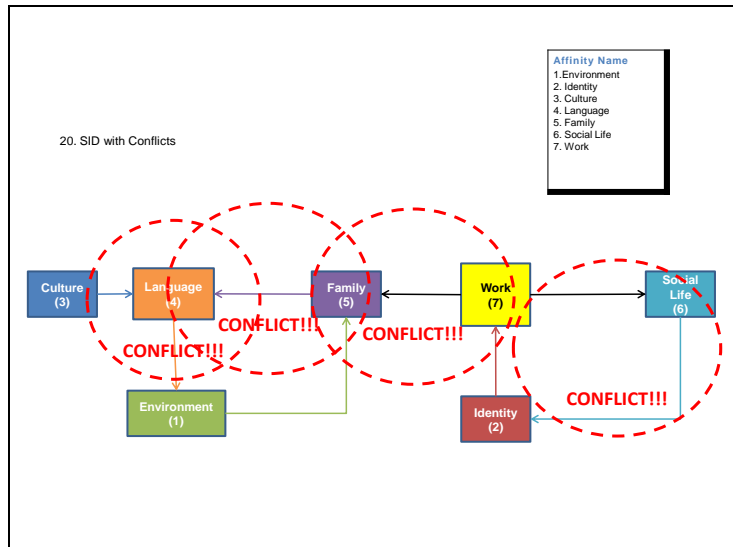 Affinity Name
1.Environment
2. Identity
3. Culture
4. Language
5. Family
6. Social Life
7. Work
20. SID with Conflicts
Culture
(3)
Language
(4)
Family
(5)
Work
(7)
Social
Life
(6)
CONFLICT!!!
CONFLICT!!!
CONFLICT!!!
CONFLICT!!!
Environment
(1)
Identity
(2)